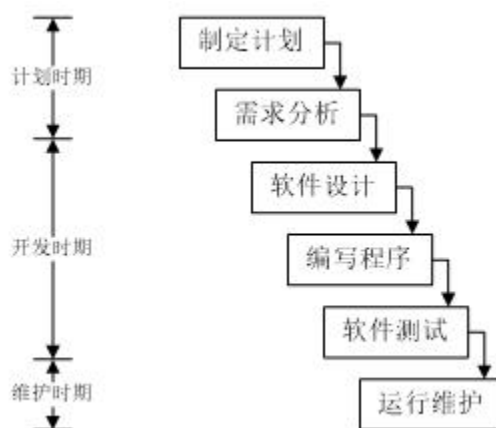 制定计划
计划时期
需求分析
软件设计
开发时期
编写程序
软件测试
维护时期
运行维护